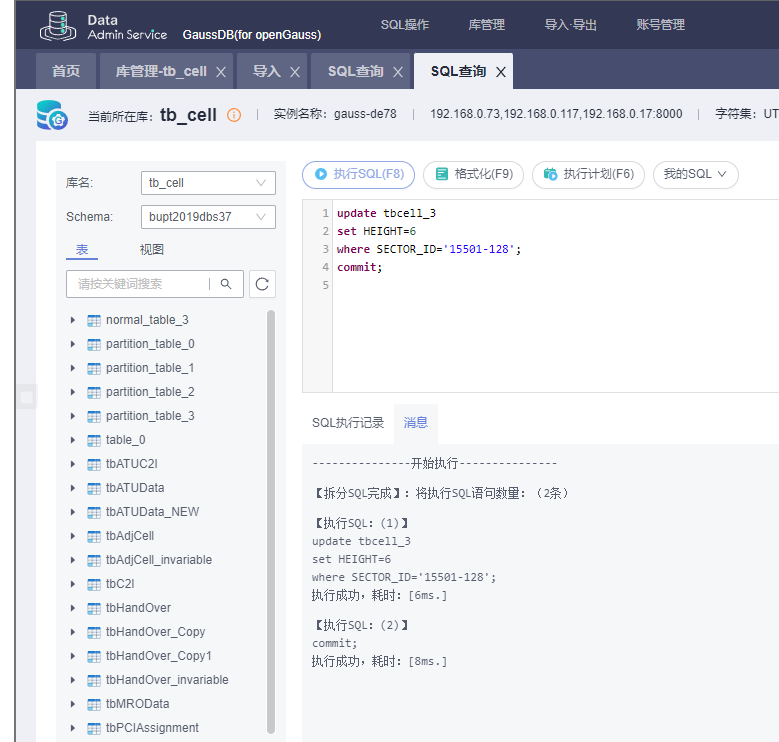 Data
Admin Service GaussDB(for openGauss) SQL操作 库管理 导入·导出 账号管理
首页 库管理-tb_cell X 导入 X SQL查询 X SQL查询 X
当前所在库: tb_cell 实例名称: gauss-de78 192.168.0.73,192.168.0.117,192.168.0.17:8000 字符集: UT
库名: tb_cell
Schema: bupt2019dbs37
表 视图
请按关键词搜索
normal_table_3
partition_table_0
partition_table_1
partition_table_2
partition_table_3
table_0
tbATUC2I
tbATUData
tbATUData_NEW
tbAdjCell
tbAdjCell_invariable
tbC2I
tbHandOver
tbHandOver_Copy
tbHandOver_Copy1
tbHandOver_invariable
tbMROData
tbPCIAssignment
执行SQL(F8) 格式化(F9) 执行计划(F6) 我的SQL
1 update tbcell_3
2 set HEIGHT=6
3 where SECTOR_ID='15501-128';
4 commit;
5
SQL执行记录 消息
---------------开始执行---------------
【拆分SQL完成】: 将执行SQL语句数量: (2条)
【执行SQL: (1)】
update tbcell_3
set HEIGHT=6
where SECTOR_ID='15501-128';
执行成功, 耗时: [6ms.]
【执行SQL: (2)】
commit;
执行成功, 耗时: [8ms.]